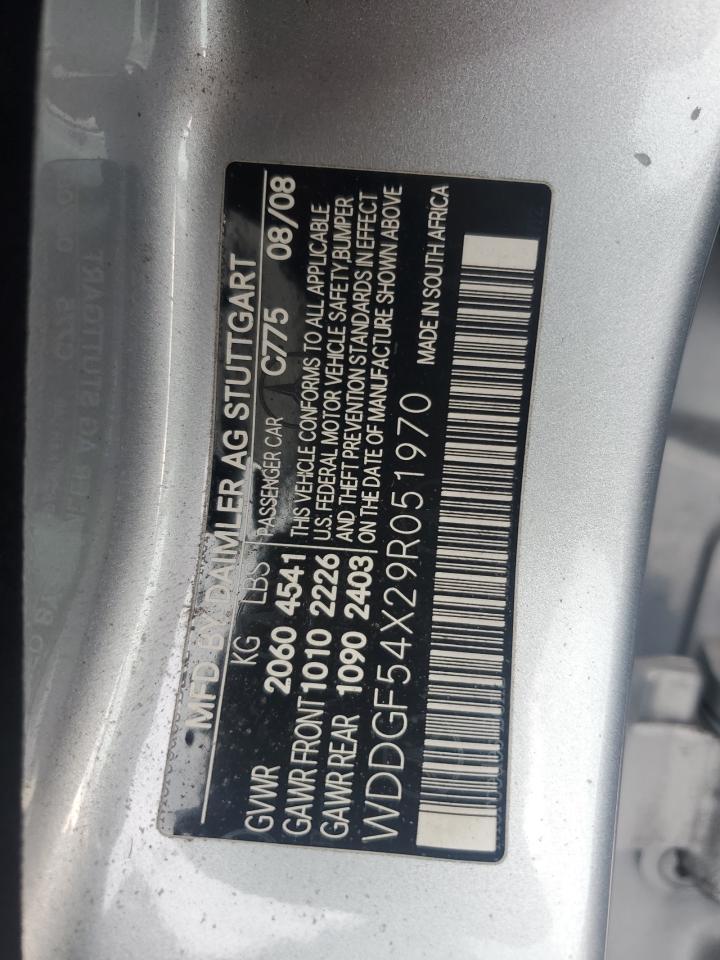 MFD BY DAIMLER AG STUTTGART
KG LBS PASSENGER CAR C775 08/08
GVWR 2060 4541
GAWR FRONT 1010 2226
GAWR REAR 1090 2403
THIS VEHICLE CONFORMS TO ALL APPLICABLE
U.S. FEDERAL MOTOR VEHICLE SAFETY, BUMPER
AND THEFT PREVENTION STANDARDS IN EFFECT
ON THE DATE OF MANUFACTURE SHOWN ABOVE
WDDGF54X29R051970 MADE IN SOUTH AFRICA